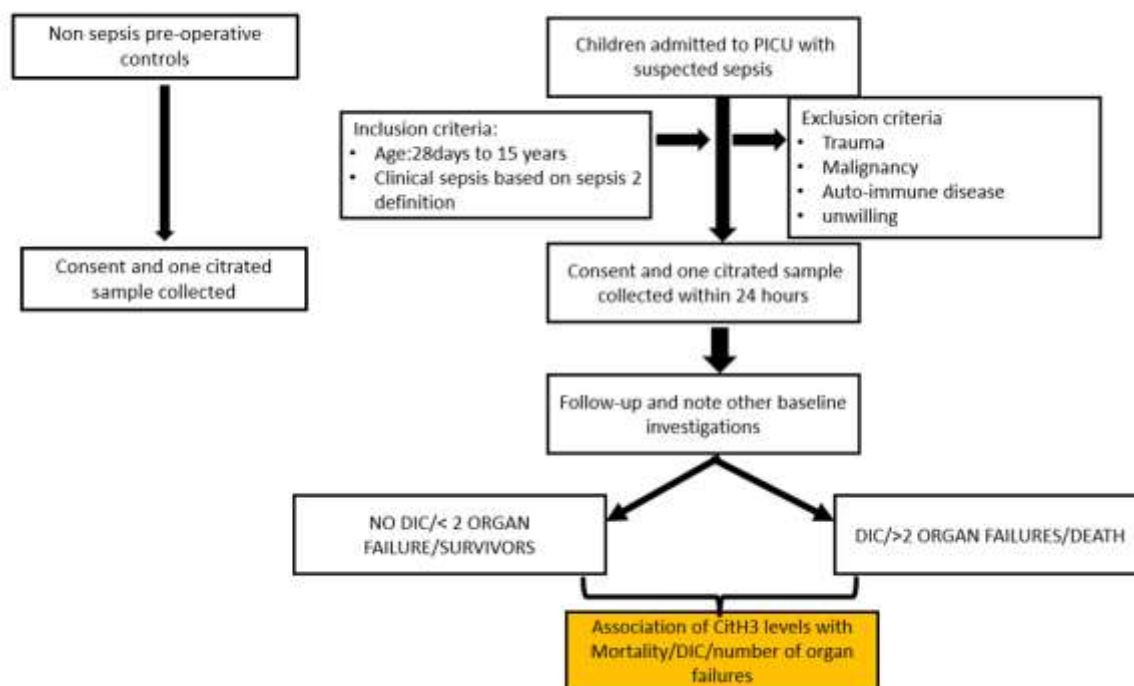 Non sepsis pre-operative
controls
Children admitted to PICU with
suspected sepsis
Inclusion criteria:
• Age:28days to 15 years
• Clinical sepsis based on sepsis 2
definition
Exclusion criteria
• Trauma
• Malignancy
• Auto-immune disease
• unwilling
Consent and one citrated
sample collected
Consent and one citrated sample
collected within 24 hours
Follow-up and note other baseline
investigations
NO DIC/< 2 ORGAN
FAILURE/SURVIVORS
DIC/>2 ORGAN FAILURES/DEATH
Association of CitH3 levels with
Mortality/DIC/number of organ
failures